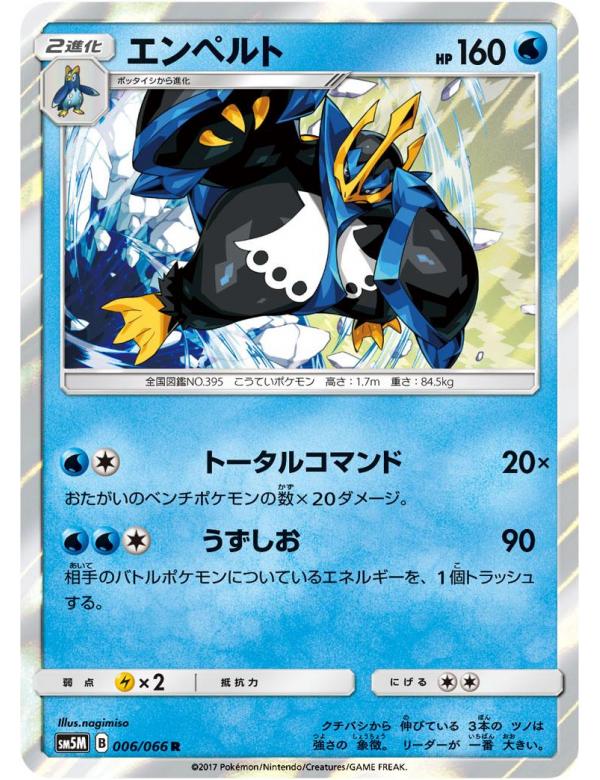 2進化 エンペルト HP 160
ポッタイシから進化
全国図鑑NO.395 こうていポケモン 高さ:1.7m 重さ:84.5kg
トータルコマンド 20×
おたがいのベンチポケモンの数×20ダメージ。
うずしお 90
相手のバトルポケモンについているエネルギーを、1個トラッシュ
する。
弱点 ×2 抵抗力 にげる
Illus.nagimiso
SM5M B 006/066 R
クチバシから 伸びている 3本の ツノは
強さの 象徴。 リーダーが 一番 大きい。
©2017 Pokémon/Nintendo/Creatures/GAME FREAK.